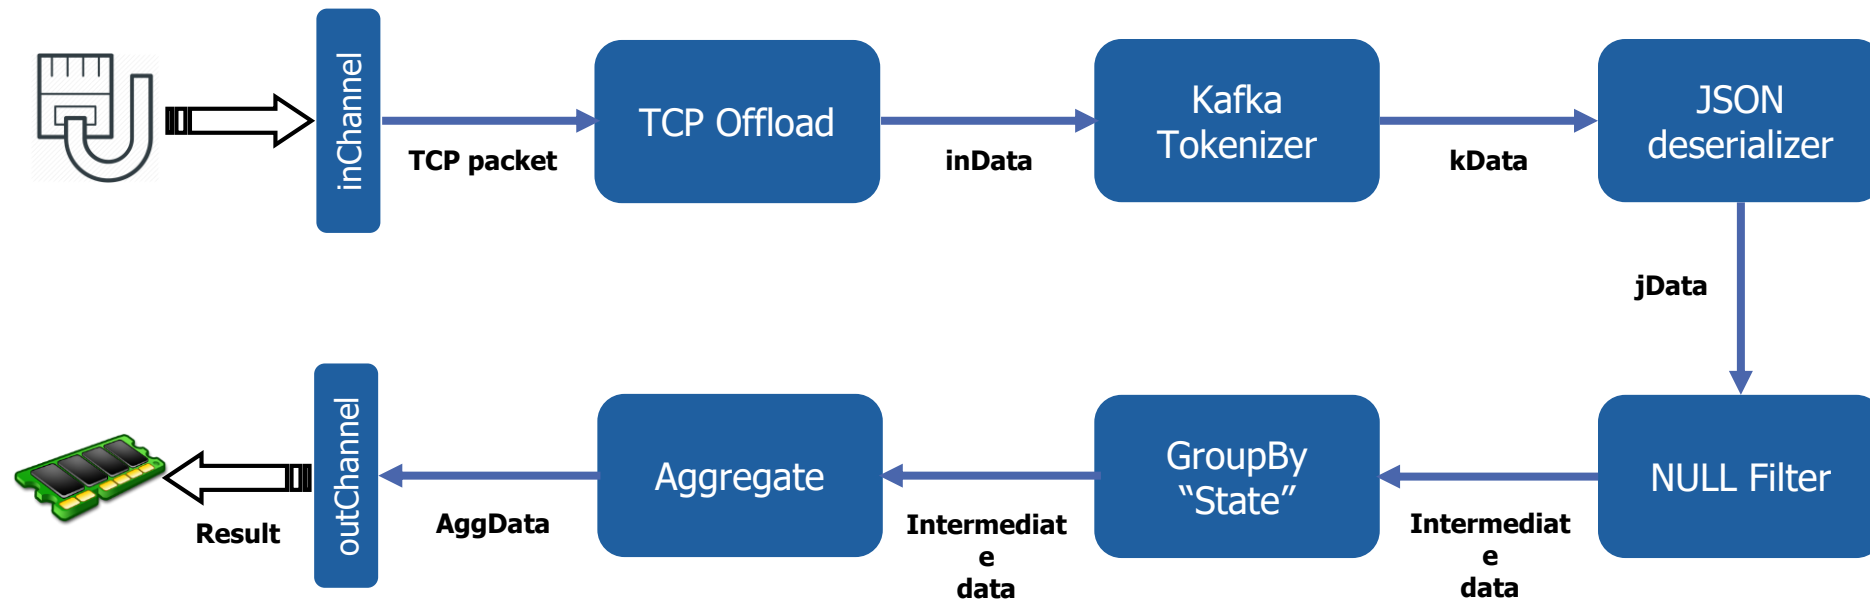 inChannel
TCP packet
TCP Offload
inData
Kafka
Tokenizer
kData
JSON
deserializer
jData
NULL Filter
Intermediat
e
data
GroupBy
“State”
Intermediat
e
data
Aggregate
AggData
outChannel
Result